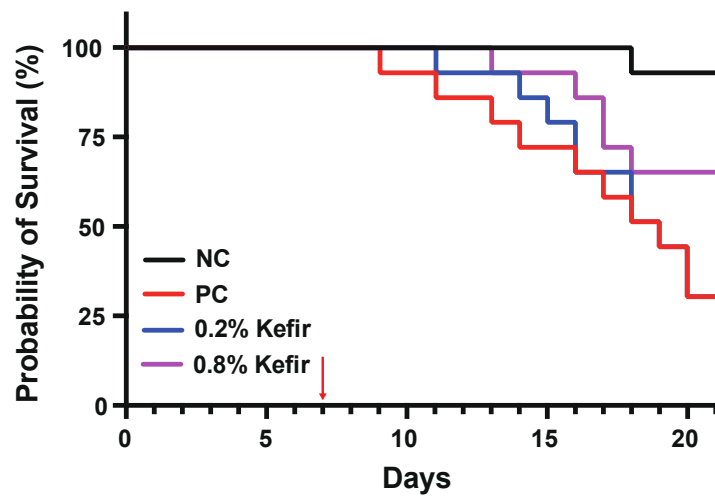 Probability of Survival (%)
100
75
50
25
0
NC
PC
0.2% Kefir
0.8% Kefir
0 5 10 15 20
Days